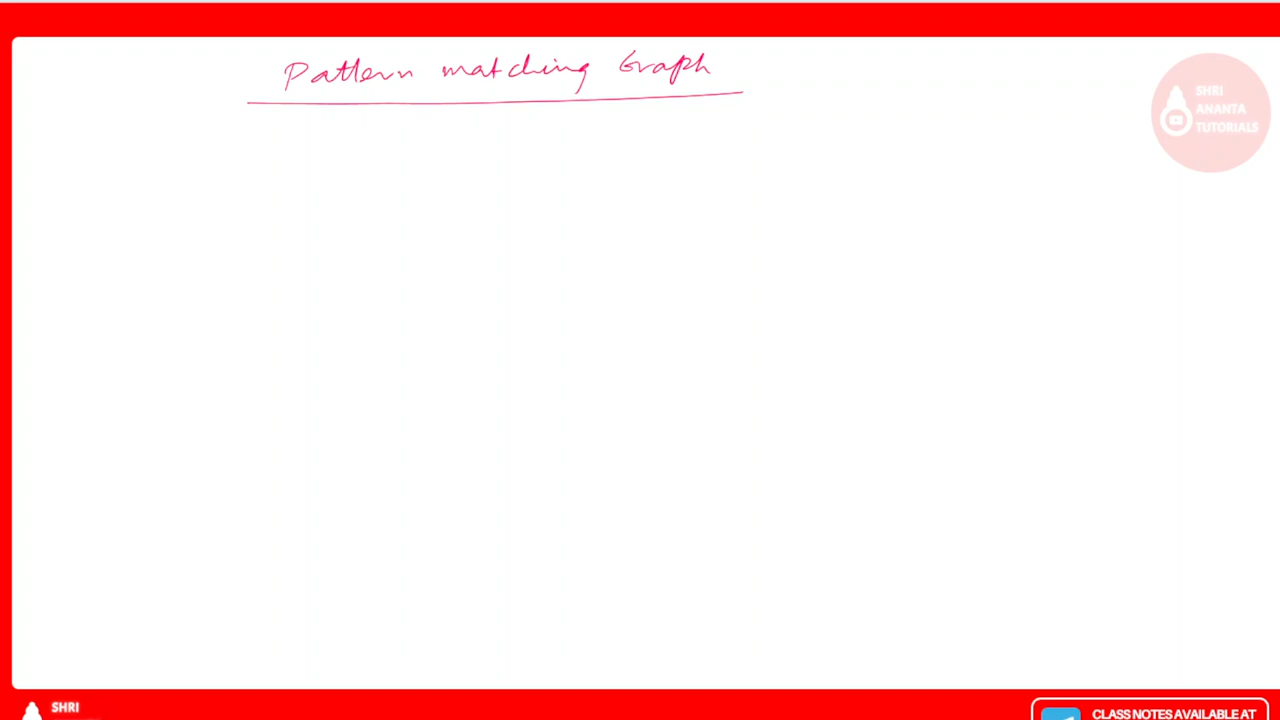 Pattern matching Graph
SHRI
ANANTA
TUTORIALS
SHRI
CLASS NOTES AVAILABLE AT